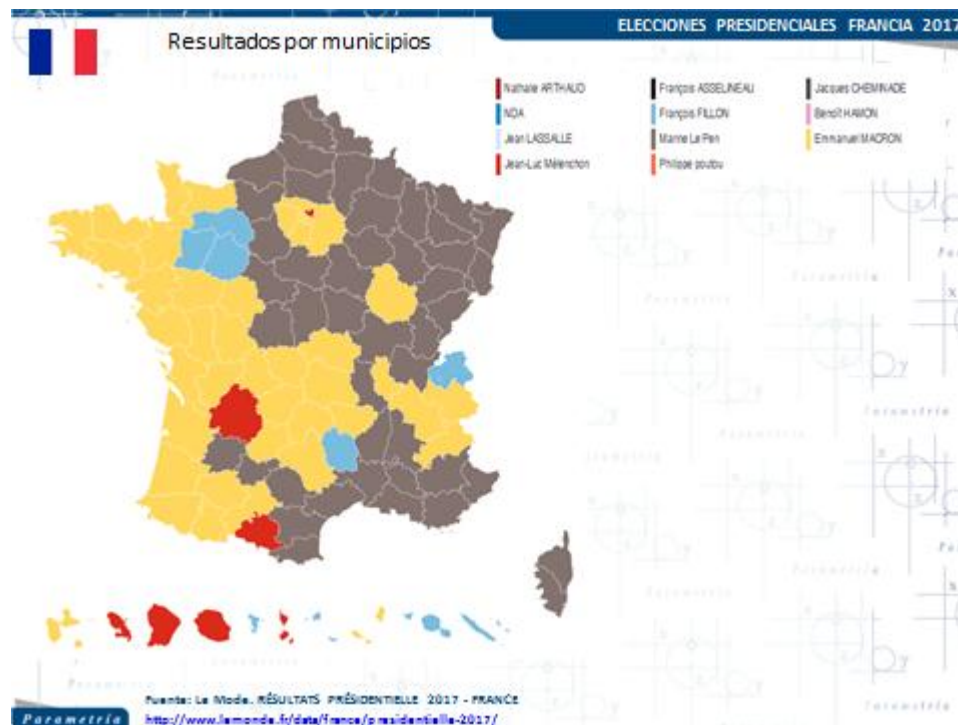 ELECCIONES PRESIDENCIALES FRANCIA 2017
Resultados por municipios
Nathalie ARTHAUD
NDA
Jean LASSALLE
Jean-Luc Mélenchon
François ASSELINEAU
François FILLON
Marine Le Pen
Philippe poutou
Jacques CHEMINADE
Benoît HAMON
Emmanuel MACRON
Fuente: Le Mode. RÉSULTATS PRÉSIDENTIELLE 2017 - FRANCE
http://www.lemonde.fr/data/france/presidentielle-2017/
Parametría